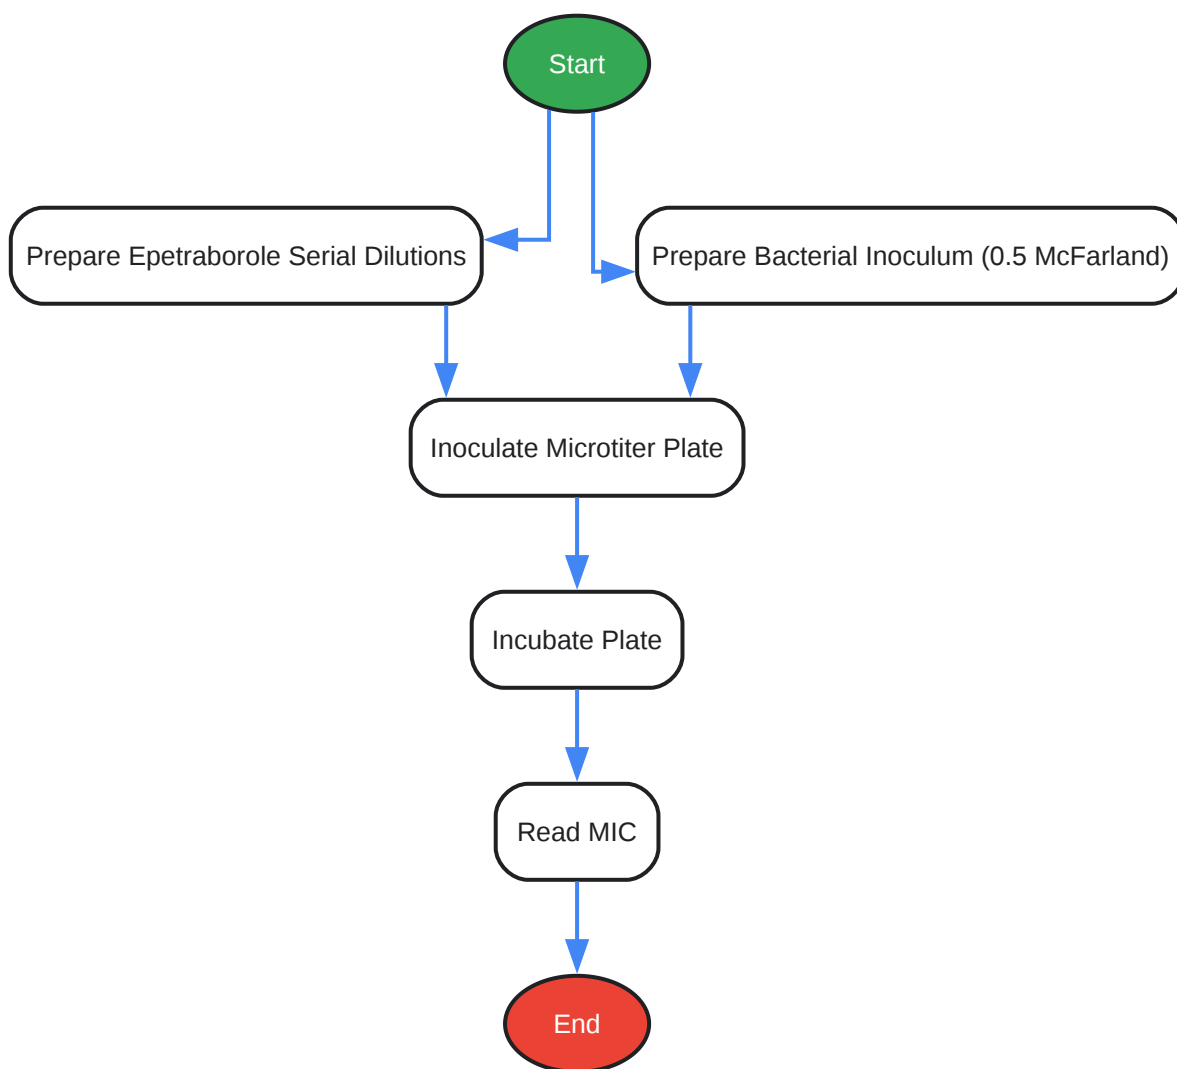 Start
Prepare Epetraborole Serial Dilutions
Prepare Bacterial Inoculum (0.5 McFarland)
Inoculate Microtiter Plate
Incubate Plate
Read MIC
End